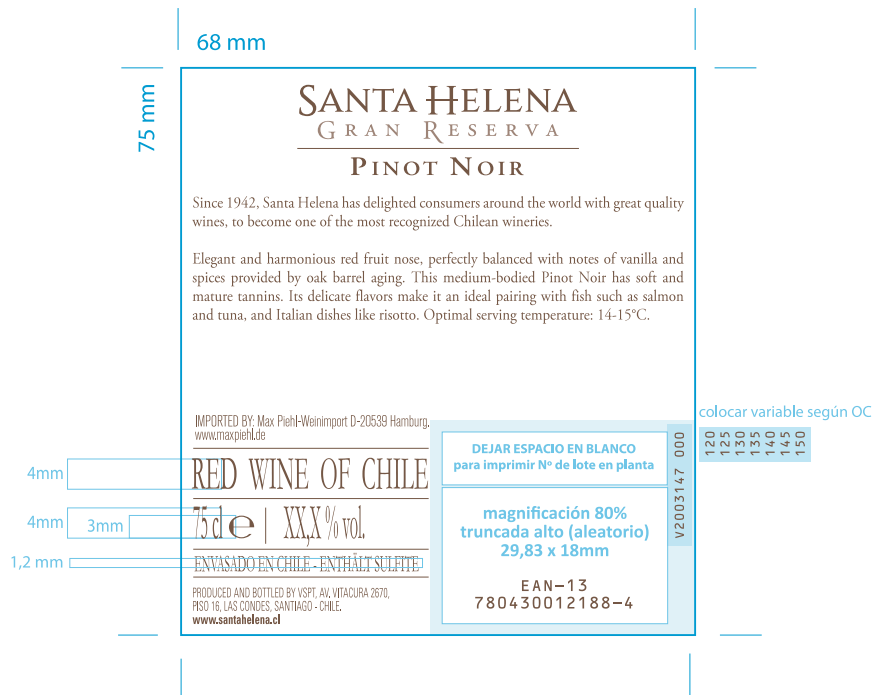 68 mm
75 mm
SANTA HELENA
GRAN RESERVA
PINOT NOIR
Since 1942, Santa Helena has delighted consumers around the world with great quality
wines, to become one of the most recognized Chilean wineries.
Elegant and harmonious red fruit nose, perfectly balanced with notes of vanilla and
spices provided by oak barrel aging. This medium-bodied Pinot Noir has soft and
mature tannins. Its delicate flavors make it an ideal pairing with fish such as salmon
and tuna, and Italian dishes like risotto. Optimal serving temperature: 14-15°C.
IMPORTED BY: Max Piehl-Weinimport D-20539 Hamburg.
www.maxpiehl.de
4mm
RED WINE OF CHILE
4mm
3mm
75 cl e | XX,X % vol.
1,2 mm
ENVASADO EN CHILE - ENTHÄLT SULFITE
PRODUCED AND BOTTLED BY VSPT, AV. VITACURA 2670,
PISO 16, LAS CONDES, SANTIAGO - CHILE.
www.santahelena.cl
DEJAR ESPACIO EN BLANCO
para imprimir Nº de lote en planta
magnificación 80%
truncada alto (aleatorio)
29,83 x 18mm
EAN-13
780430012188-4
V2003147 000
colocar variable según OC
120
125
130
135
140
145
150